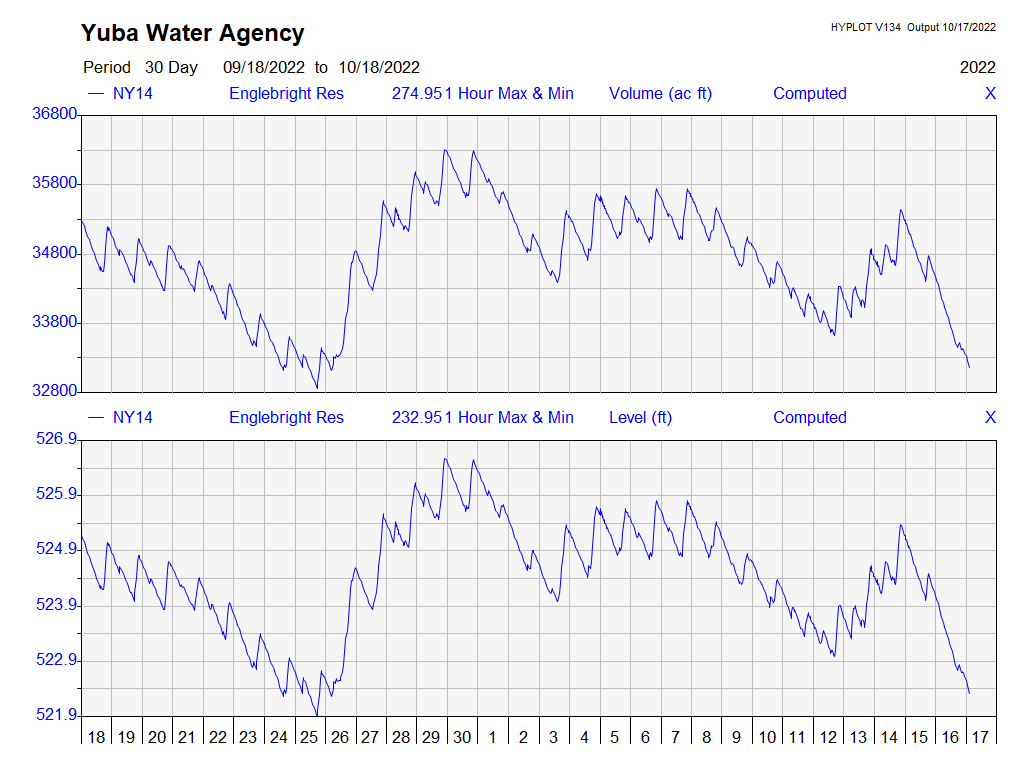 Yuba Water Agency
HYPLOT V134 Output 10/17/2022
Period 30 Day 09/18/2022 to 10/18/2022 2022
NY14 Englebright Res 274.951 Hour Max & Min Volume (ac ft) Computed X
36800
35800
34800
33800
32800
NY14 Englebright Res 232.951 Hour Max & Min Level (ft) Computed X
526.9
525.9
524.9
523.9
522.9
521.9
18 19 20 21 22 23 24 25 26 27 28 29 30 1 2 3 4 5 6 7 8 9 10 11 12 13 14 15 16 17